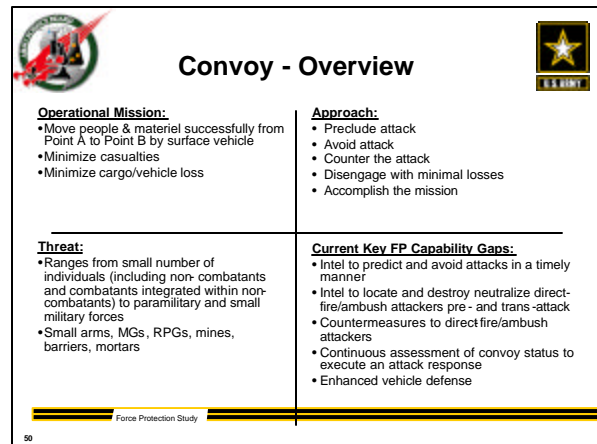 Convoy - Overview
U.S. ARMY
Operational Mission:
•Move people & materiel successfully from
Point A to Point B by surface vehicle
•Minimize casualties
•Minimize cargo/vehicle loss
Approach:
• Preclude attack
• Avoid attack
• Counter the attack
• Disengage with minimal losses
• Accomplish the mission
Threat:
•Ranges from small number of
individuals (including non- combatants
and combatants integrated within non-
combatants) to paramilitary and small
military forces
•Small arms, MGs, RPGs, mines,
barriers, mortars
Current Key FP Capability Gaps:
• Intel to predict and avoid attacks in a timely
manner
• Intel to locate and destroy neutralize direct-
fire/ambush attackers pre - and trans -attack
• Countermeasures to direct fire/ambush
attackers
• Continuous assessment of convoy status to
execute an attack response
• Enhanced vehicle defense
Force Protection Study
50